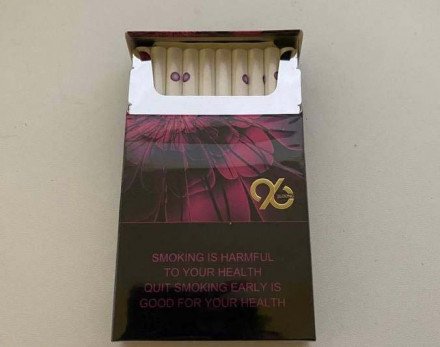 SMOKING IS HARMFUL
TO YOUR HEALTH
QUIT SMOKING EARLY IS
GOOD FOR YOUR HEALTH